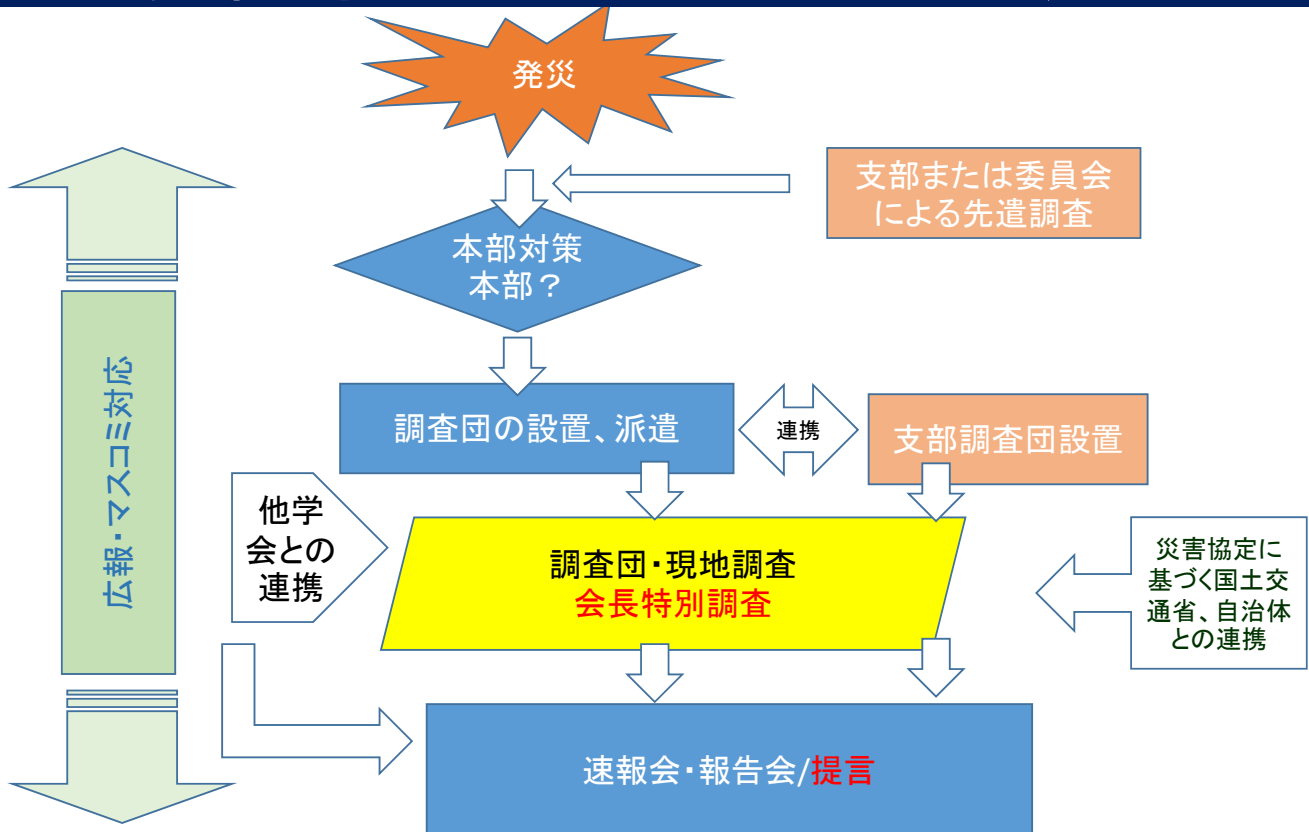 発災
支部または委員会
による先遣調査
本部対策
本部？
広報・マスコミ対応
調査団の設置、派遣
連携
支部調査団設置
他学
会との
連携
調査団・現地調査
会長特別調査
災害協定に
基づく国土交
通省、自治体
との連携
速報会・報告会/提言